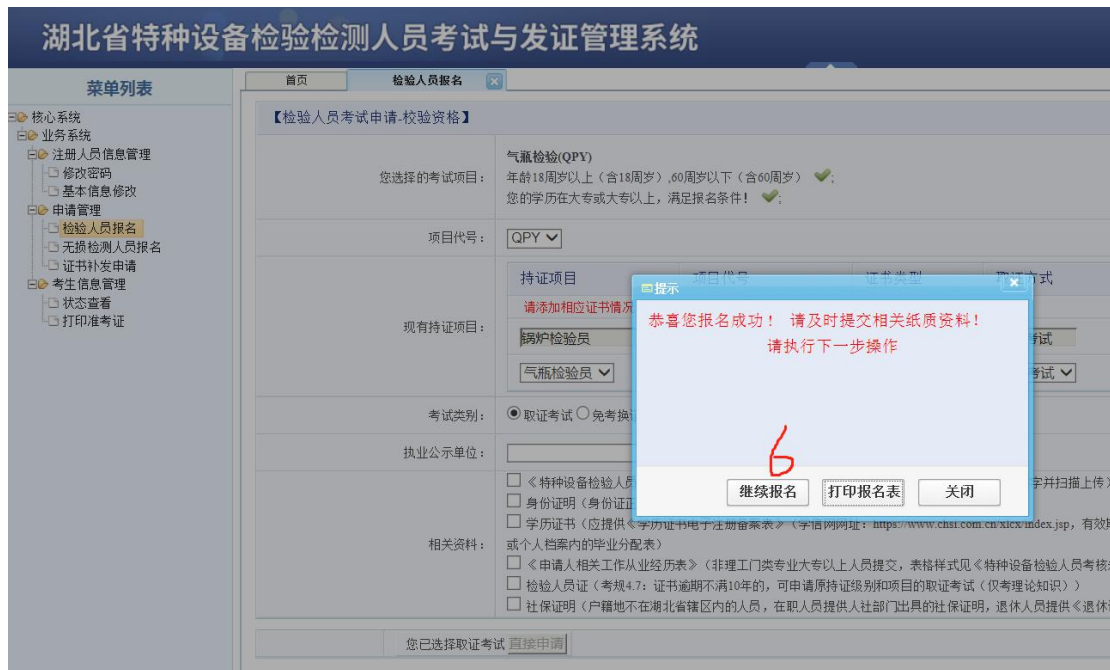 湖北省特种设备检验检测人员考试与发证管理系统
菜单列表
核心系统
业务系统
注册人员信息管理
修改密码
基本信息修改
申请管理
检验人员报名
无损检测人员报名
证书补发申请
考生信息管理
状态查看
打印准考证
首页
检验人员报名
【检验人员考试申请-校验资格】
您选择的考试项目：
气瓶检验(QPY)
年龄18周岁以上（含18周岁）,60周岁以下（含60周岁）;
您的学历在大专或大专以上，满足报名条件！;
项目代号：
QPY
现有持证项目：
持证项目 项目代号 证书类型 取证方式
请添加相应证书情况
锅炉检验员 考试
气瓶检验员 考试
提示
恭喜您报名成功！ 请及时提交相关纸质资料！
请执行下一步操作
6
继续报名 打印报名表 关闭
考试类别：
取证考试 免考换证
执业公示单位：
相关资料：
《特种设备检验人员 字并扫描上传）
身份证明（身份证正
学历证书（应提供《学历证书电子注册备案表》（学信网网址：https://www.chsi.com.cn/xlcx/index.jsp，有效期
或个人档案内的毕业分配表）
《申请人相关工作从业经历表》（非理工门类专业大专以上人员提交，表格样式见《特种设备检验人员考核
检验人员证（考规4.7：证书逾期不满10年的，可申请原持证级别和项目的取证考试（仅考理论知识））
社保证明（户籍地不在湖北省辖区内的人员，在职人员提供人社部门出具的社保证明，退休人员提供《退休
您已选择取证考试 直接申请